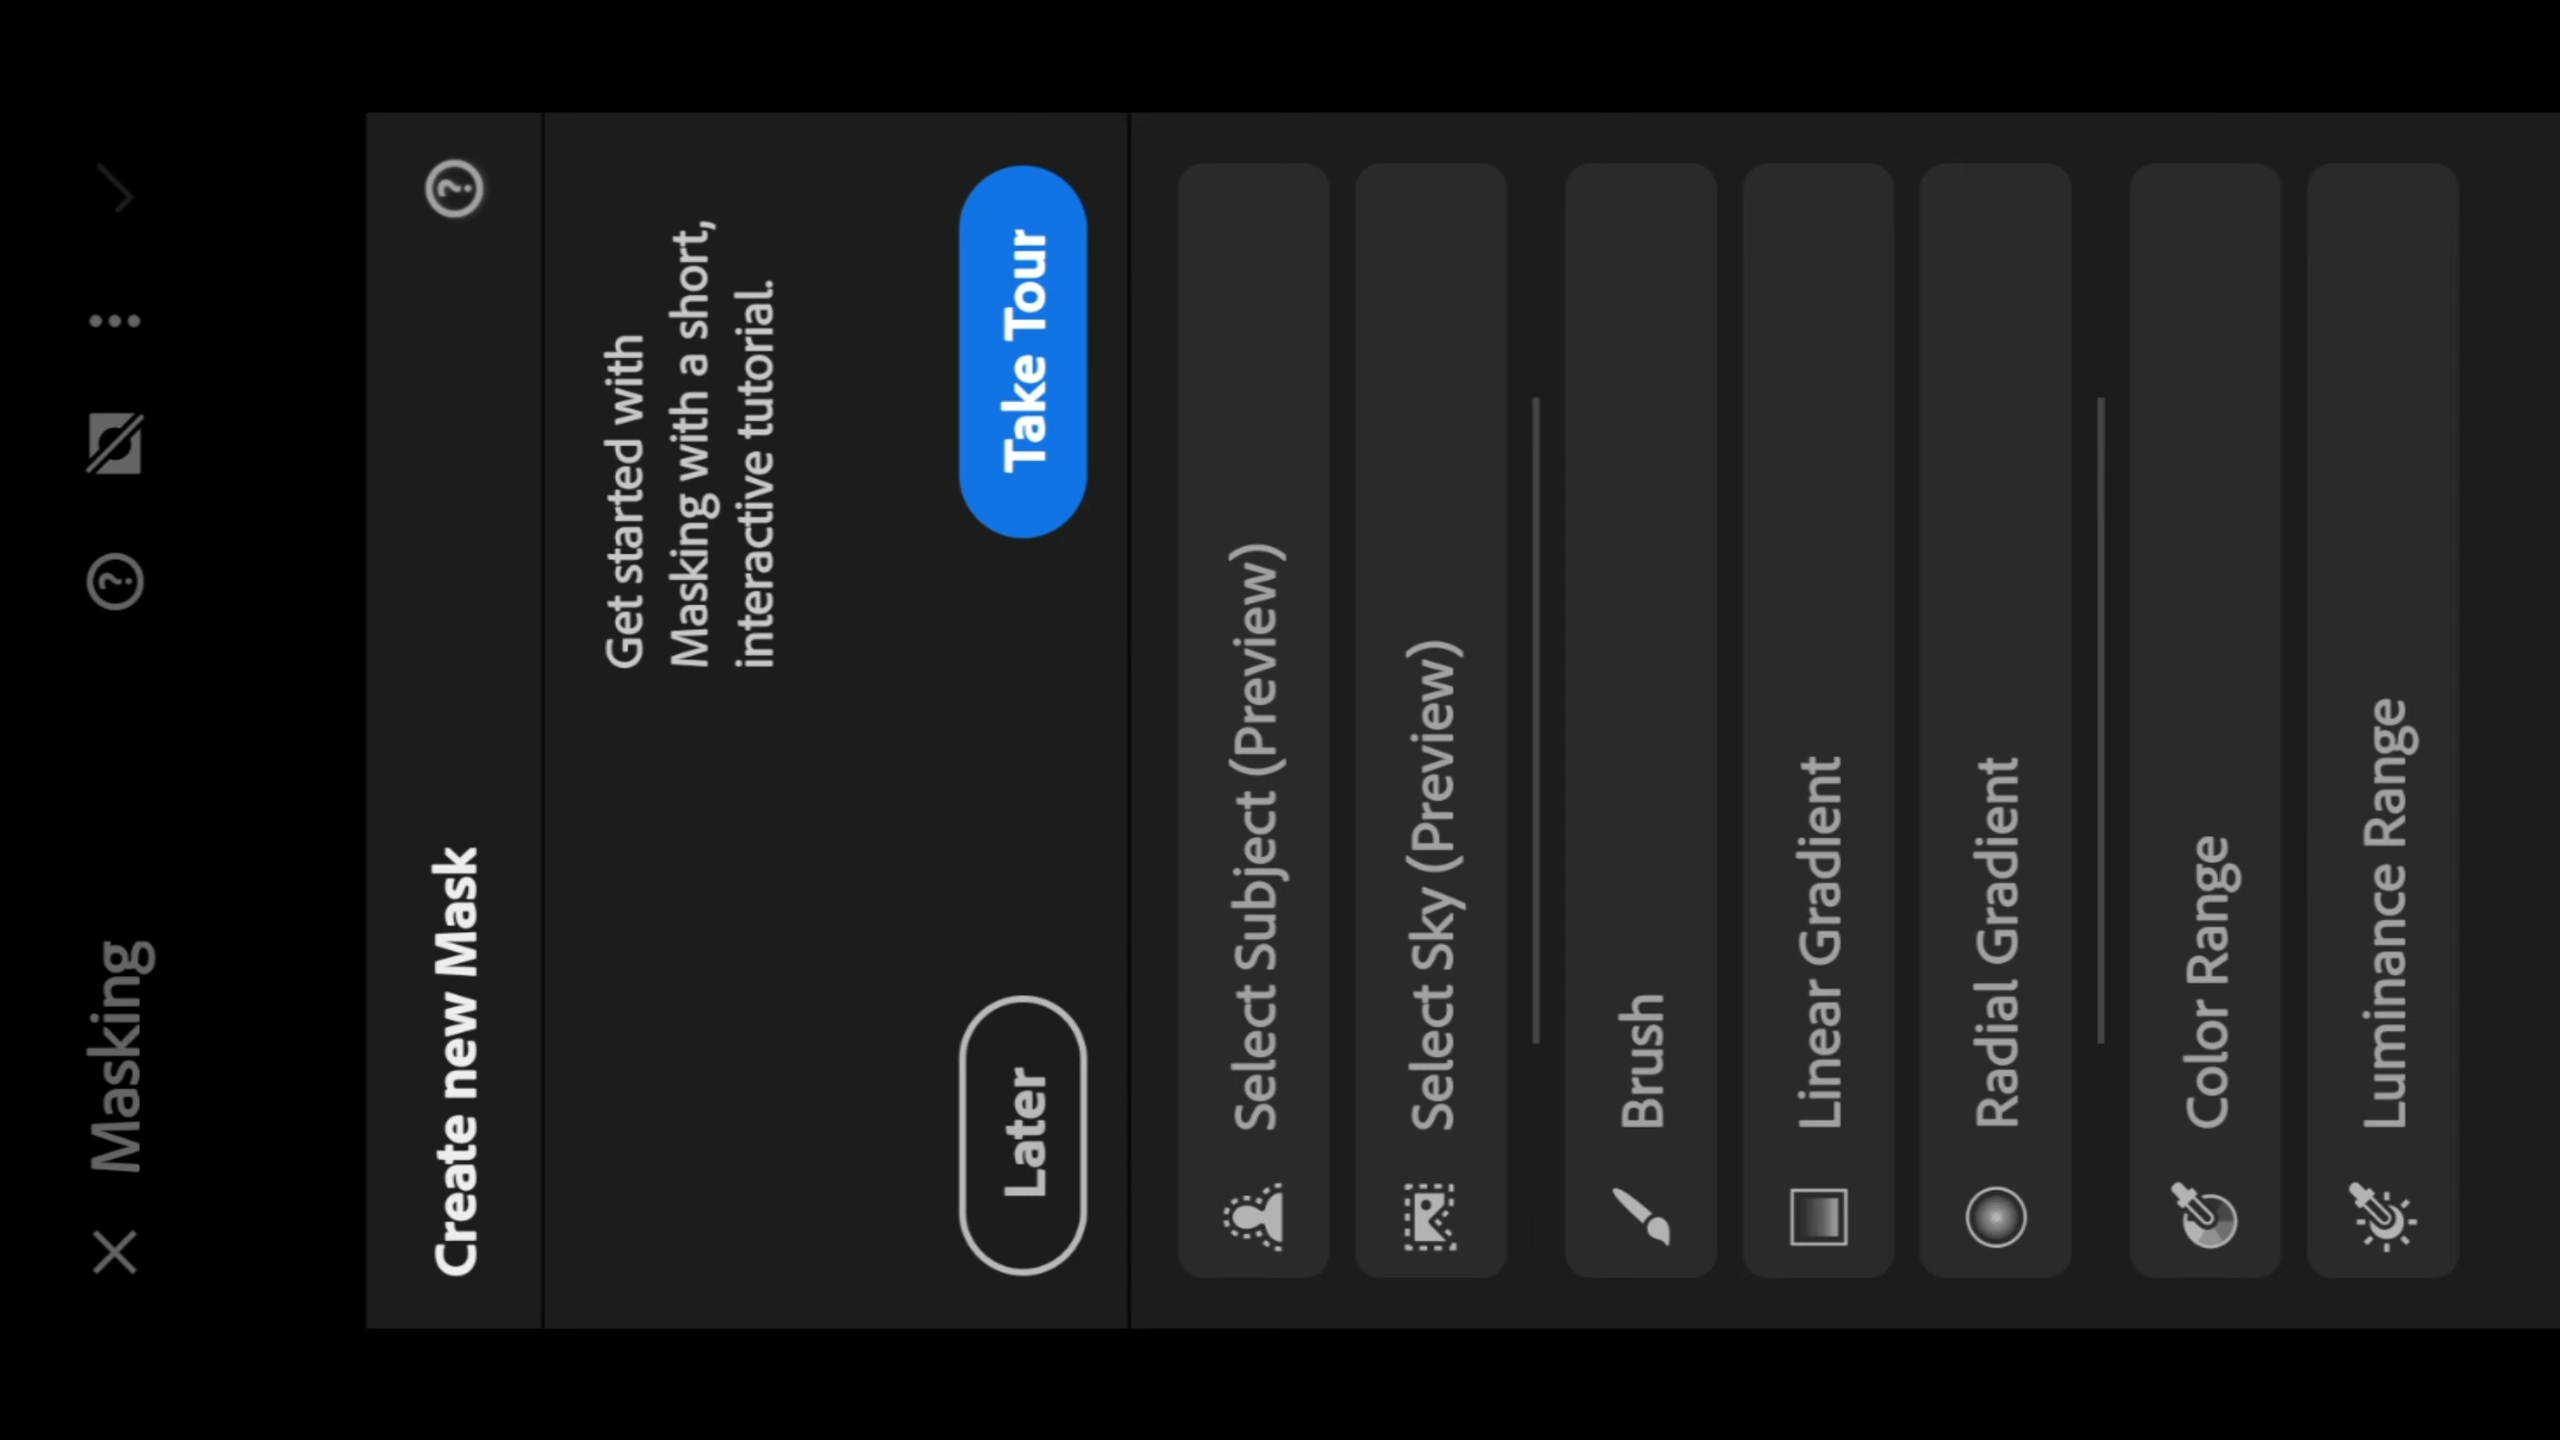 Masking
Create new Mask
Get started with
Masking with a short,
interactive tutorial.
Later
Take Tour
Select Subject (Preview)
Select Sky (Preview)
Brush
Linear Gradient
Radial Gradient
Color Range
Luminance Range